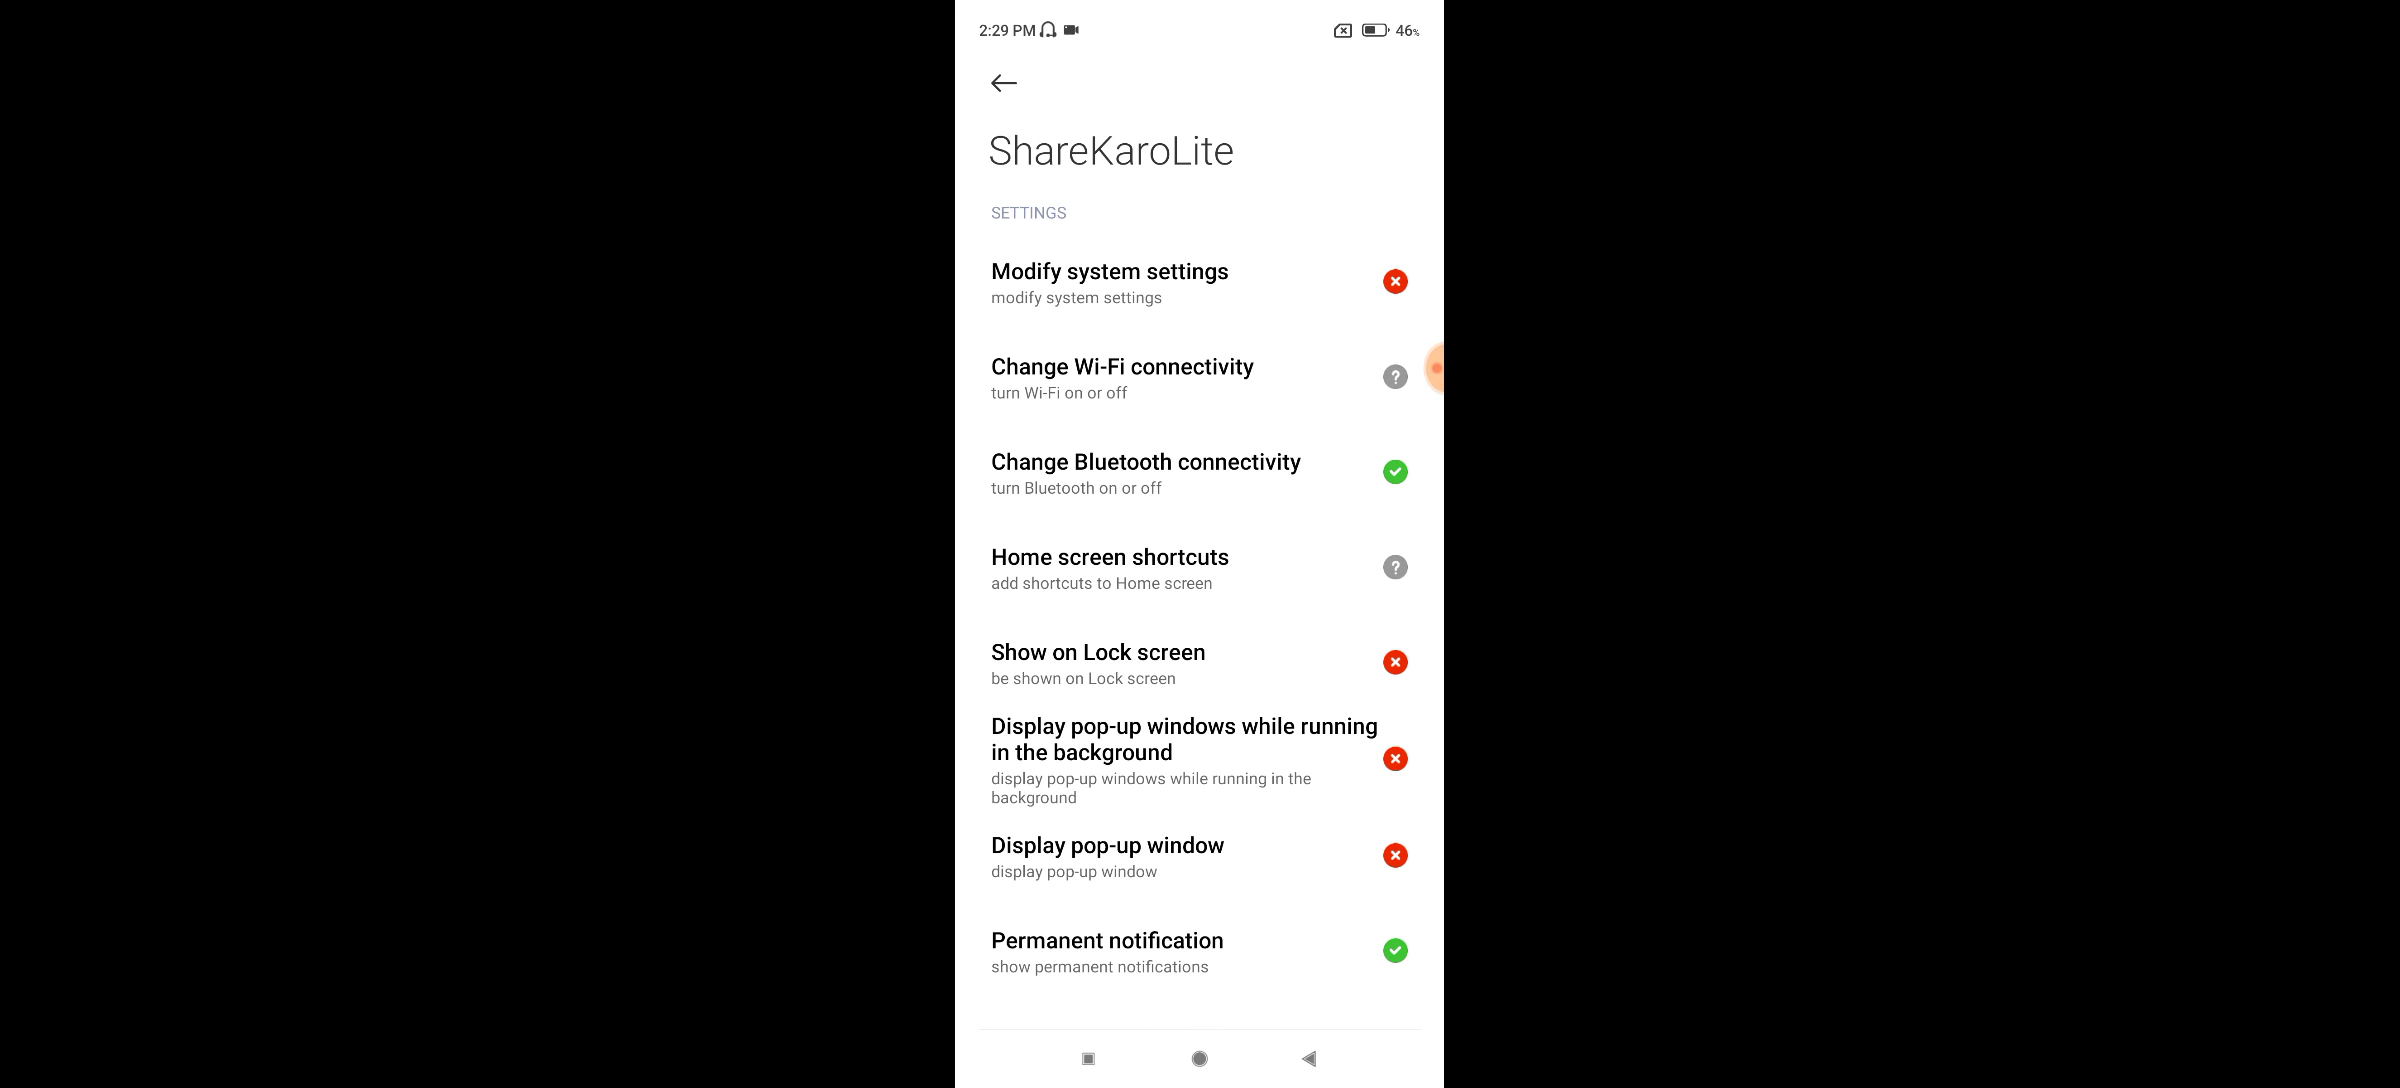 2:29 PM 46%
ShareKaroLite
SETTINGS
Modify system settings
modify system settings
Change Wi-Fi connectivity
turn Wi-Fi on or off
Change Bluetooth connectivity
turn Bluetooth on or off
Home screen shortcuts
add shortcuts to Home screen
Show on Lock screen
be shown on Lock screen
Display pop-up windows while running
in the background
display pop-up windows while running in the
background
Display pop-up window
display pop-up window
Permanent notification
show permanent notifications